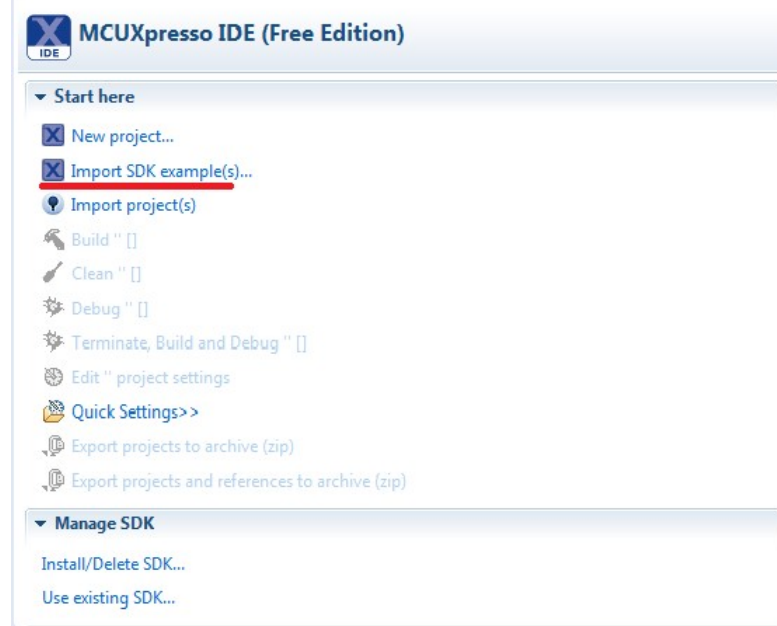 MCUXpresso IDE (Free Edition)
IDE
Start here
New project...
Import SDK example(s)...
Import project(s)
Build '' []
Clean '' []
Debug '' []
Terminate, Build and Debug '' []
Edit '' project settings
Quick Settings>>
Export projects to archive (zip)
Export projects and references to archive (zip)
Manage SDK
Install/Delete SDK...
Use existing SDK...